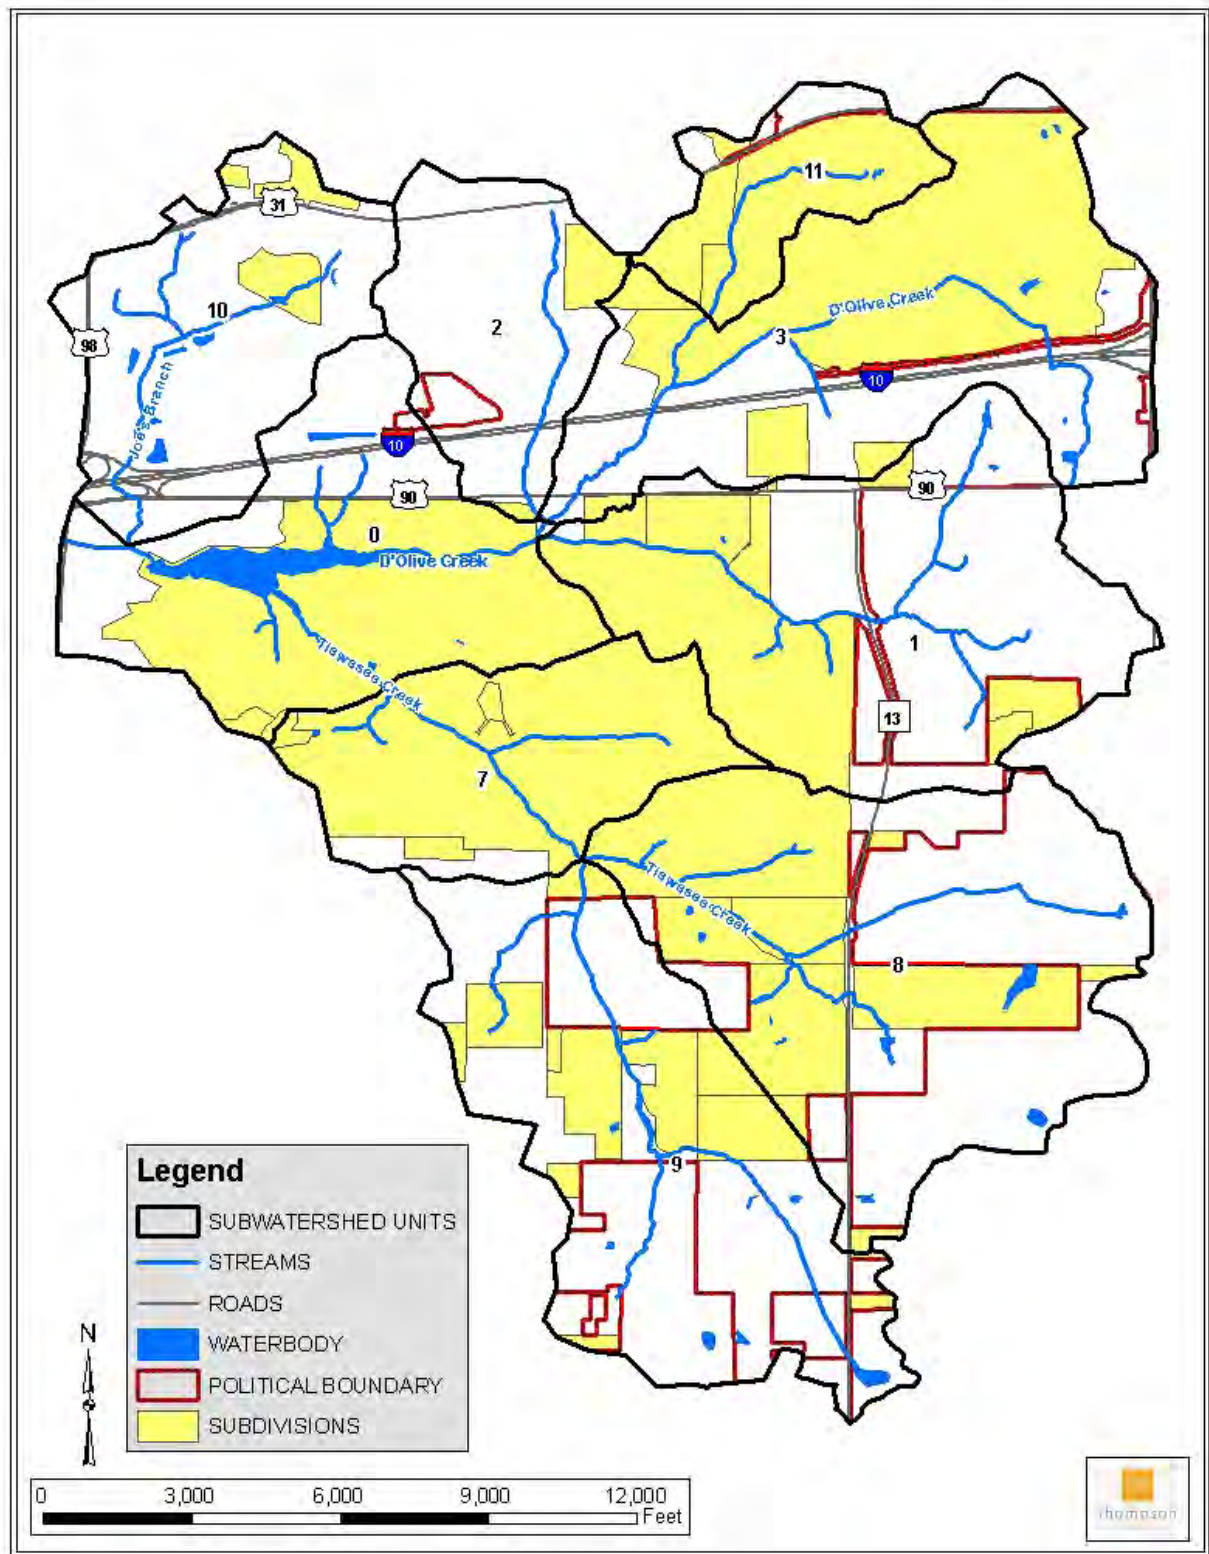 11
31
D'Olive Creek
10
2
3
98
10
Joe's Branch
10
90
90
0
D'Olive Creek
1
Tiawasee Creek
13
7
Tiawasee Creek
8
9
Legend
SUBWATERSHED UNITS
STREAMS
ROADS
WATERBODY
POLITICAL BOUNDARY
SUBDIVISIONS
N
0 3,000 6,000 9,000 12,000
Feet
thompson